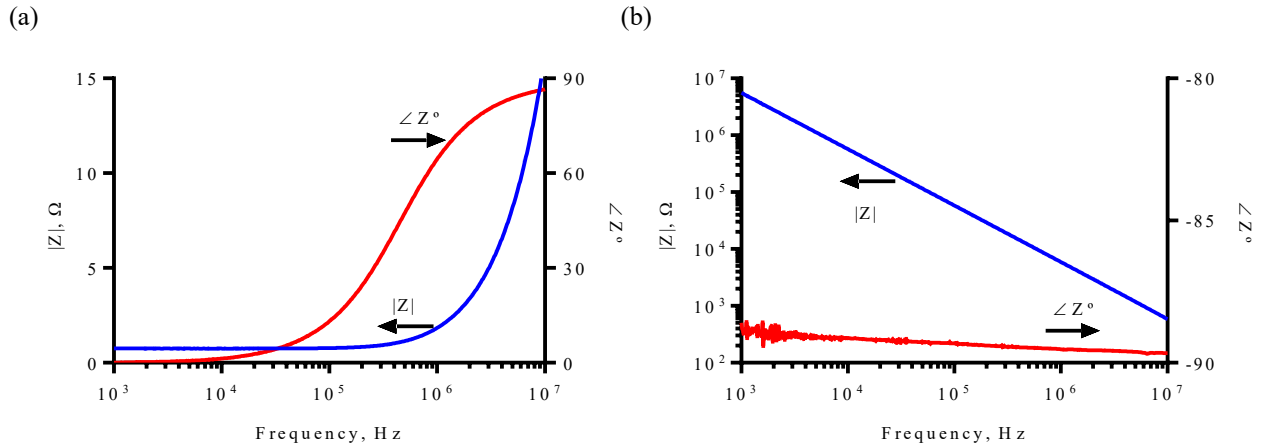 (a)
(b)
15
10
5
0
|Z|, Ω
90
60
30
0
∠Z°
∠Z°
|Z|
10³
10⁴
10⁵
10⁶
10⁷
Frequency, Hz
10⁷
10⁶
10⁵
10⁴
10³
10²
|Z|, Ω
-80
-85
-90
∠Z°
|Z|
∠Z°
10³
10⁴
10⁵
10⁶
10⁷
Frequency, Hz